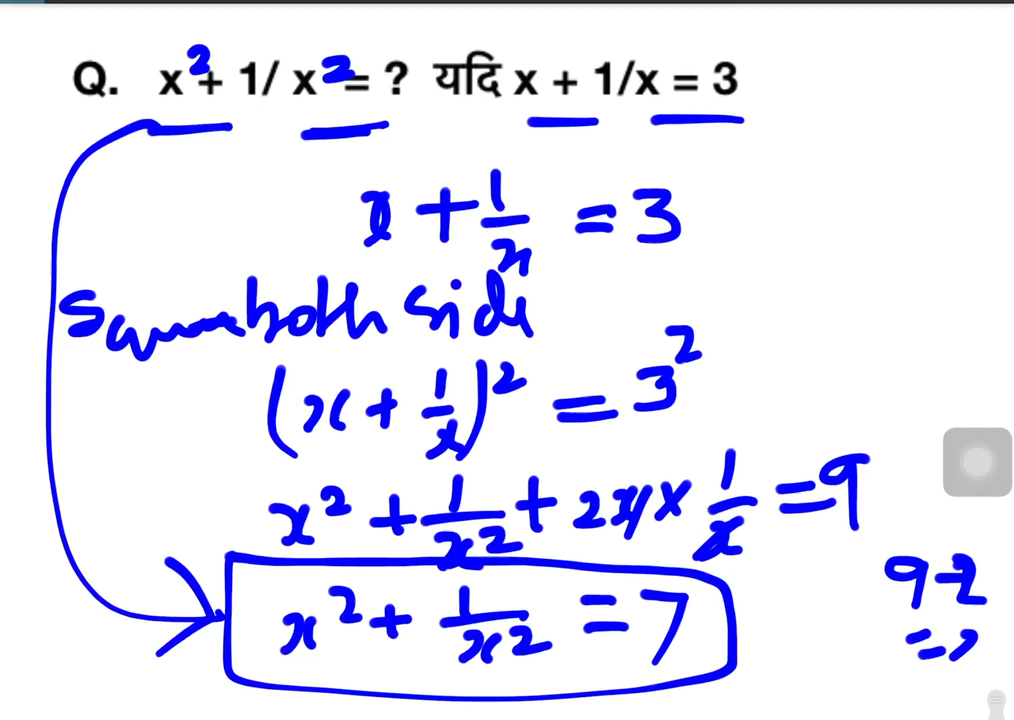 Q. x²+ 1/ x²= ? यदि x + 1/x = 3
x + 1/x = 3
Square both side
(x + 1/x)² = 3²
x² + 1/x² + 2x × 1/x = 9
9-2
x² + 1/x² = 7